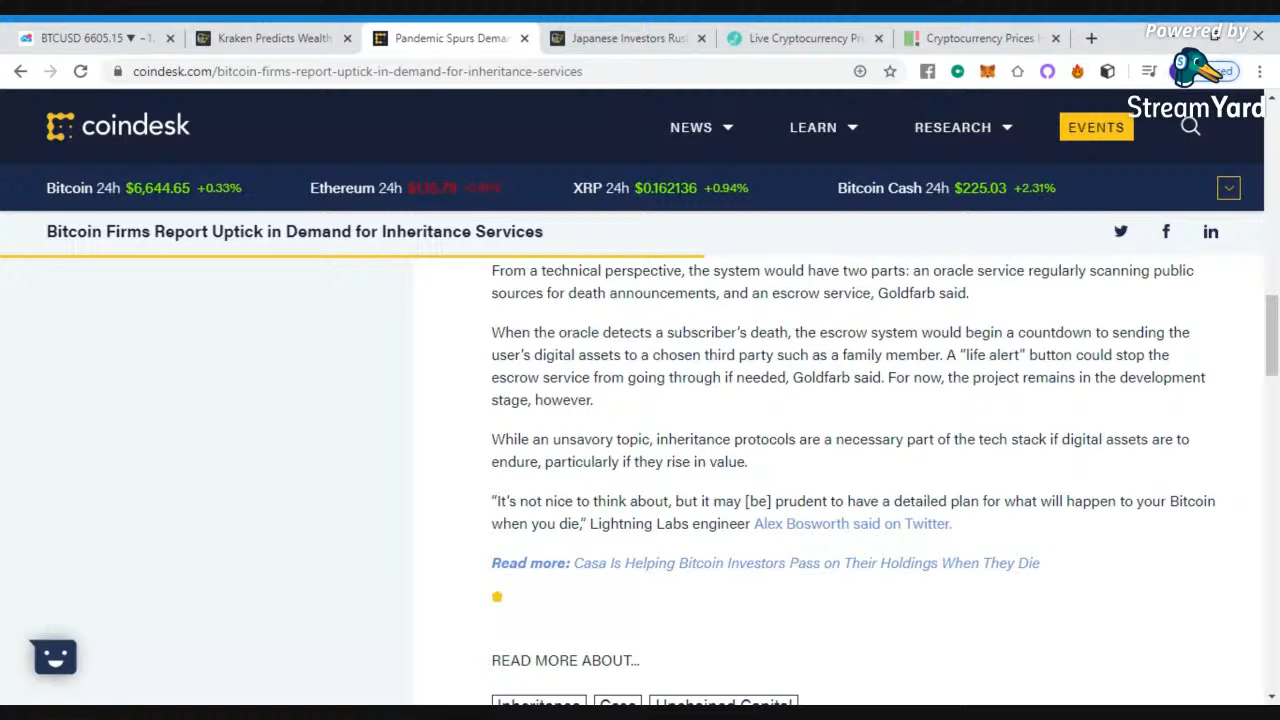 BTCUSD 6605.15 ▼ −1.
Kraken Predicts Wealth
Pandemic Spurs Dema
Japanese Investors Rus
Live Cryptocurrency Pr
Cryptocurrency Prices
Powered by
coindesk.com/bitcoin-firms-report-uptick-in-demand-for-inheritance-services
StreamYard
coindesk
NEWS
LEARN
RESEARCH
EVENTS
Bitcoin 24h $6,644.65 +0.33%
Ethereum 24h $135.79
XRP 24h $0.162136 +0.94%
Bitcoin Cash 24h $225.03 +2.31%
Bitcoin Firms Report Uptick in Demand for Inheritance Services
From a technical perspective, the system would have two parts: an oracle service regularly scanning public
sources for death announcements, and an escrow service, Goldfarb said.
When the oracle detects a subscriber’s death, the escrow system would begin a countdown to sending the
user’s digital assets to a chosen third party such as a family member. A “life alert” button could stop the
escrow service from going through if needed, Goldfarb said. For now, the project remains in the development
stage, however.
While an unsavory topic, inheritance protocols are a necessary part of the tech stack if digital assets are to
endure, particularly if they rise in value.
“It’s not nice to think about, but it may [be] prudent to have a detailed plan for what will happen to your Bitcoin
when you die,” Lightning Labs engineer Alex Bosworth said on Twitter.
Read more: Casa Is Helping Bitcoin Investors Pass on Their Holdings When They Die
READ MORE ABOUT...
Inheritance
Casa
Unchained Capital